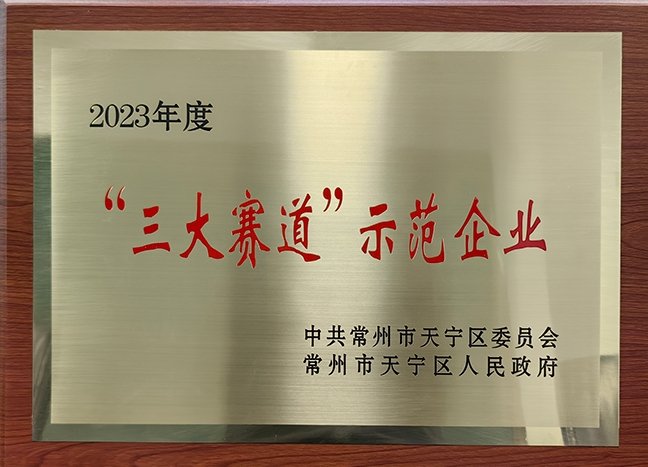 2023年度
“三大赛道”示范企业
中共常州市天宁区委员会
常州市天宁区人民政府